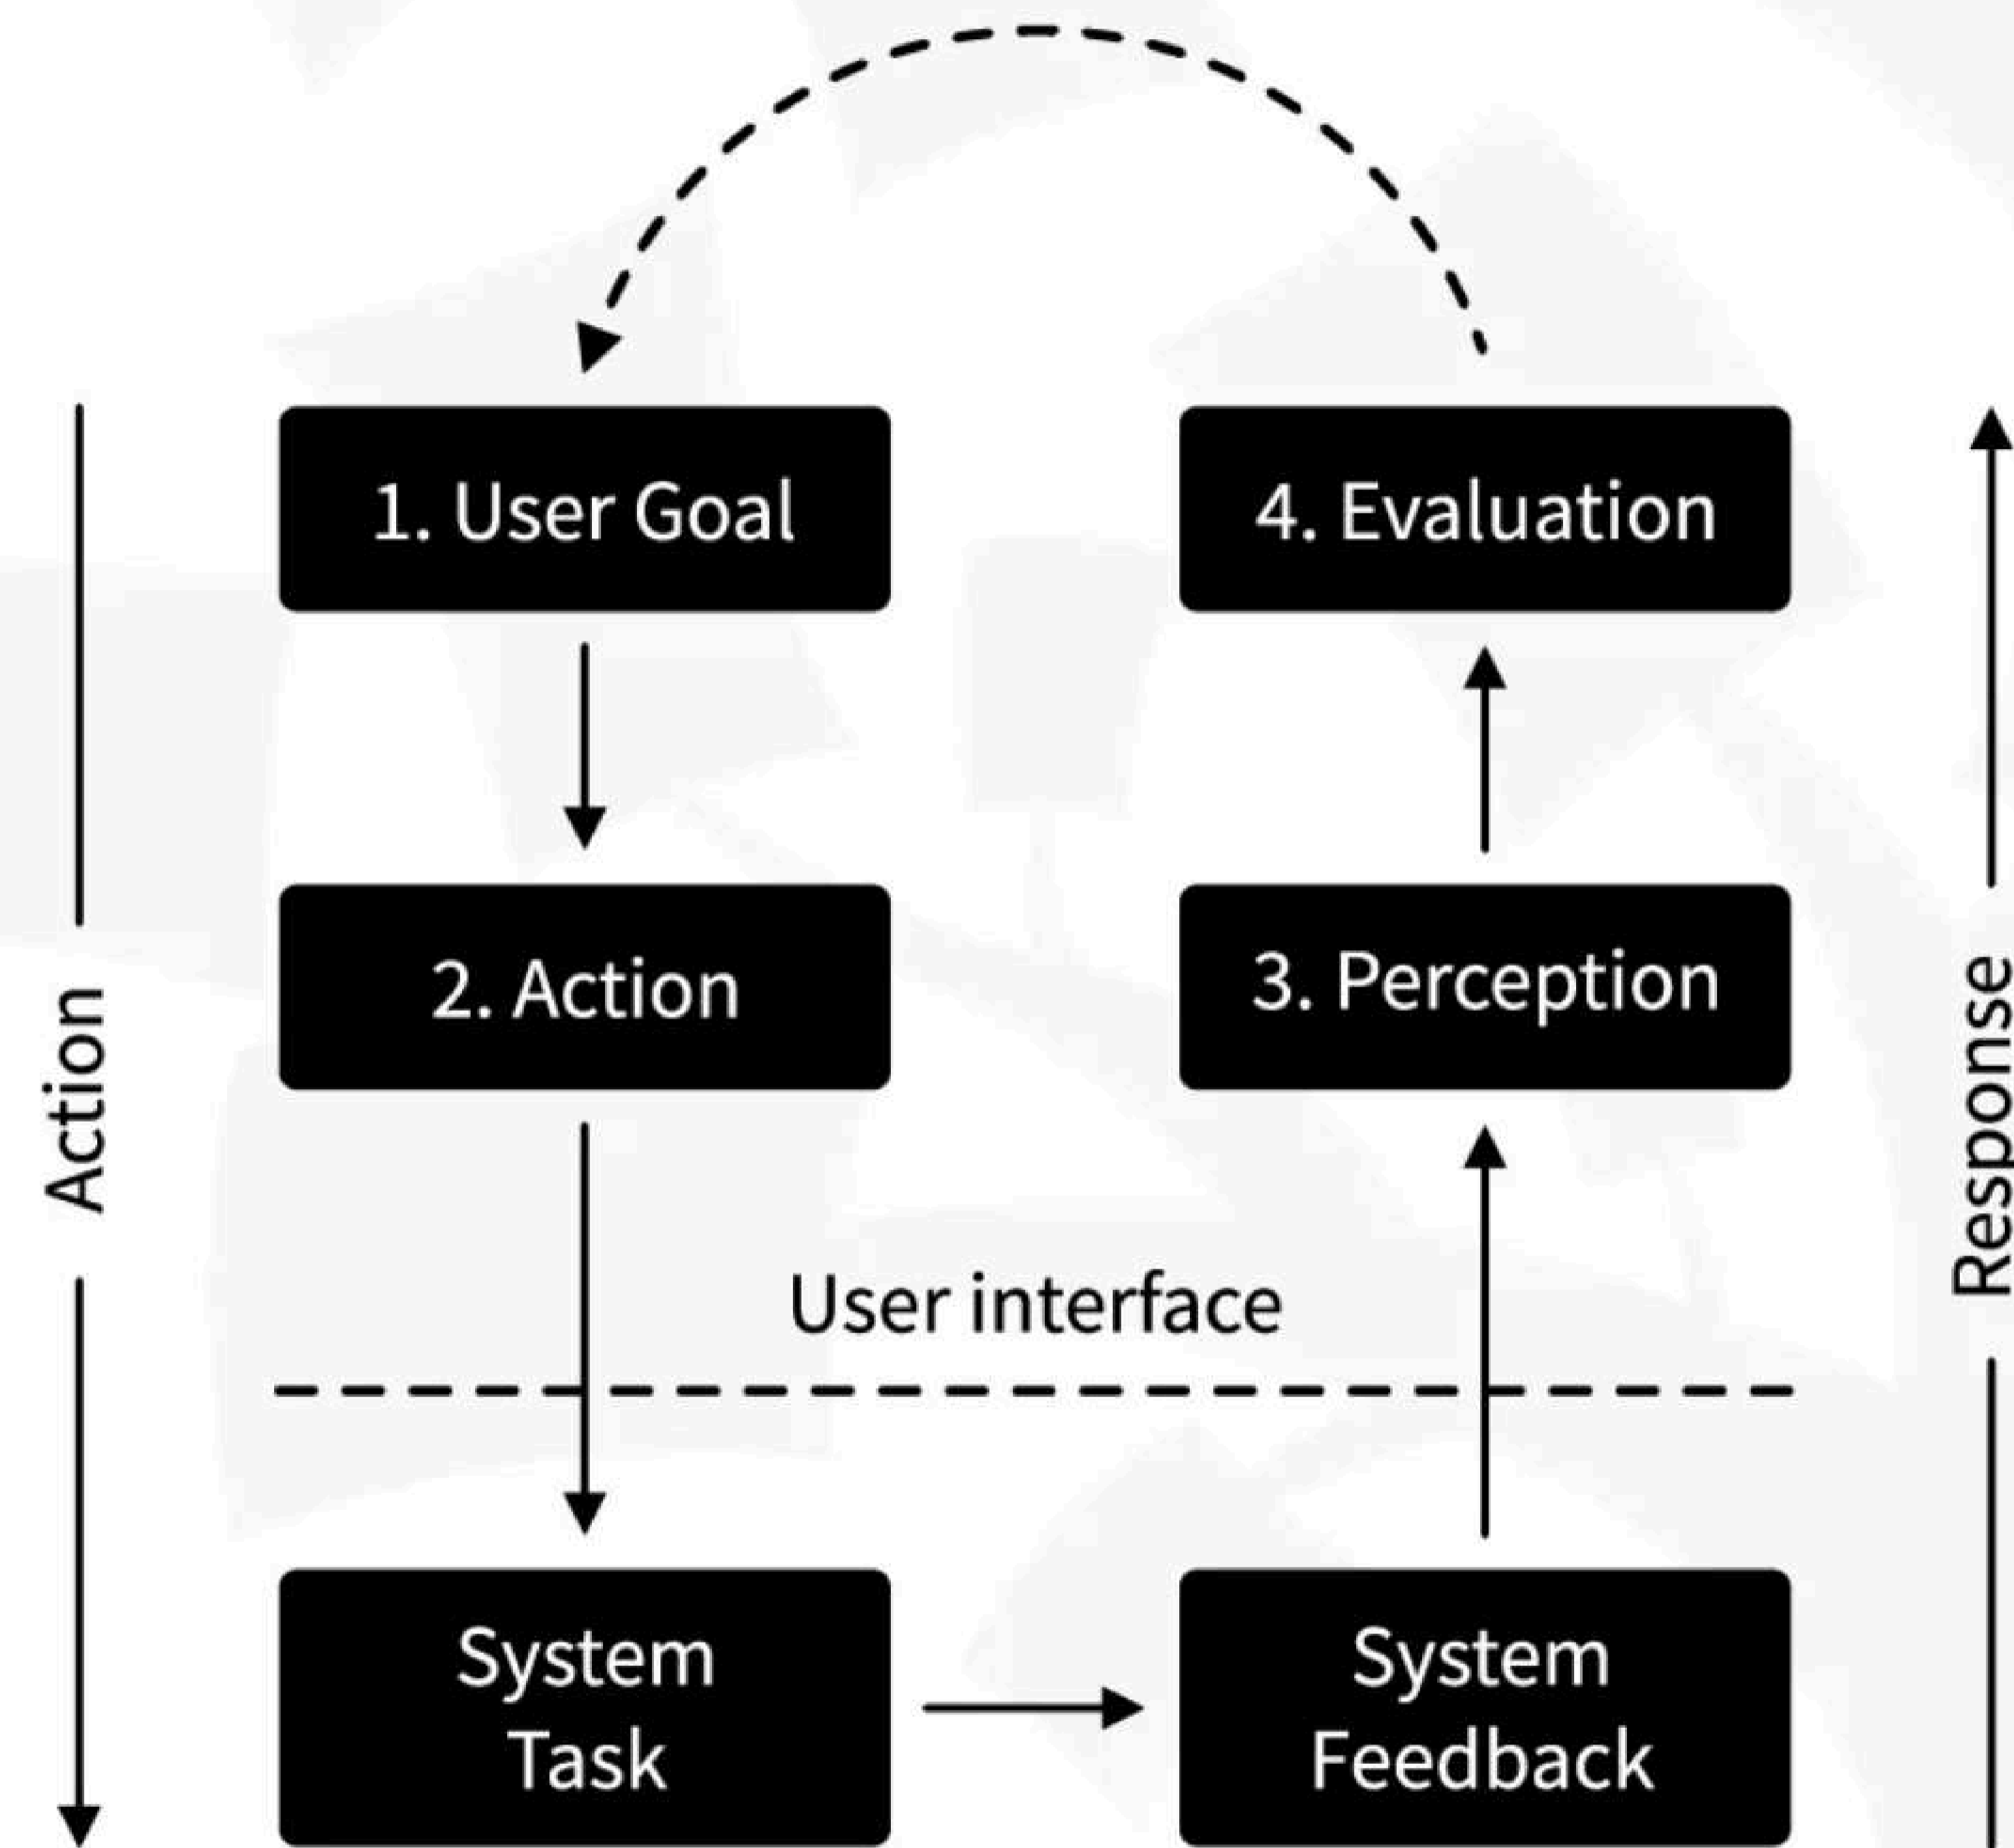 1. User Goal
4. Evaluation
2. Action
3. Perception
Action
Response
User interface
System
Task
System
Feedback